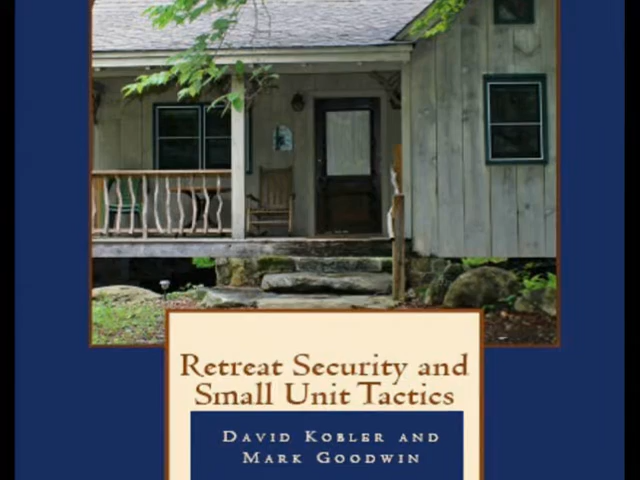 Retreat Security and
Small Unit Tactics
David Kobler and
Mark Goodwin